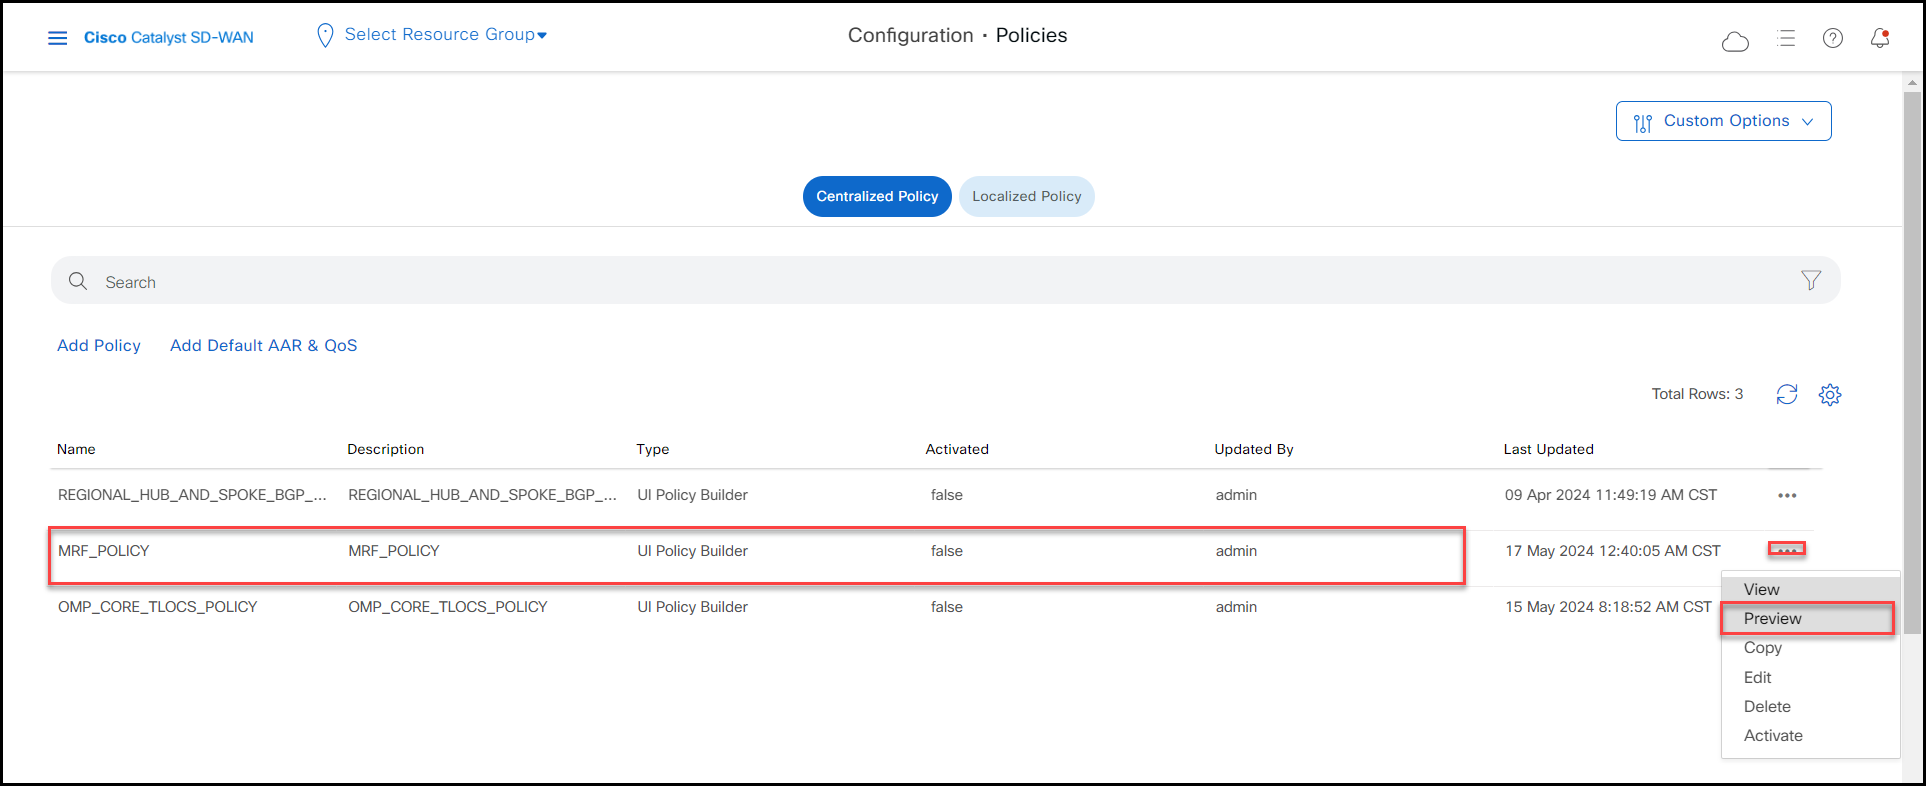 Cisco Catalyst SD-WAN
Select Resource Group
Configuration · Policies
Custom Options
Centralized Policy
Localized Policy
Search
Add Policy
Add Default AAR & QoS
Total Rows: 3
Name Description Type Activated Updated By Last Updated
REGIONAL_HUB_AND_SPOKE_BGP_... REGIONAL_HUB_AND_SPOKE_BGP_... UI Policy Builder false admin 09 Apr 2024 11:49:19 AM CST
MRF_POLICY MRF_POLICY UI Policy Builder false admin 17 May 2024 12:40:05 AM CST
OMP_CORE_TLOCS_POLICY OMP_CORE_TLOCS_POLICY UI Policy Builder false admin 15 May 2024 8:18:52 AM CST
View
Preview
Copy
Edit
Delete
Activate